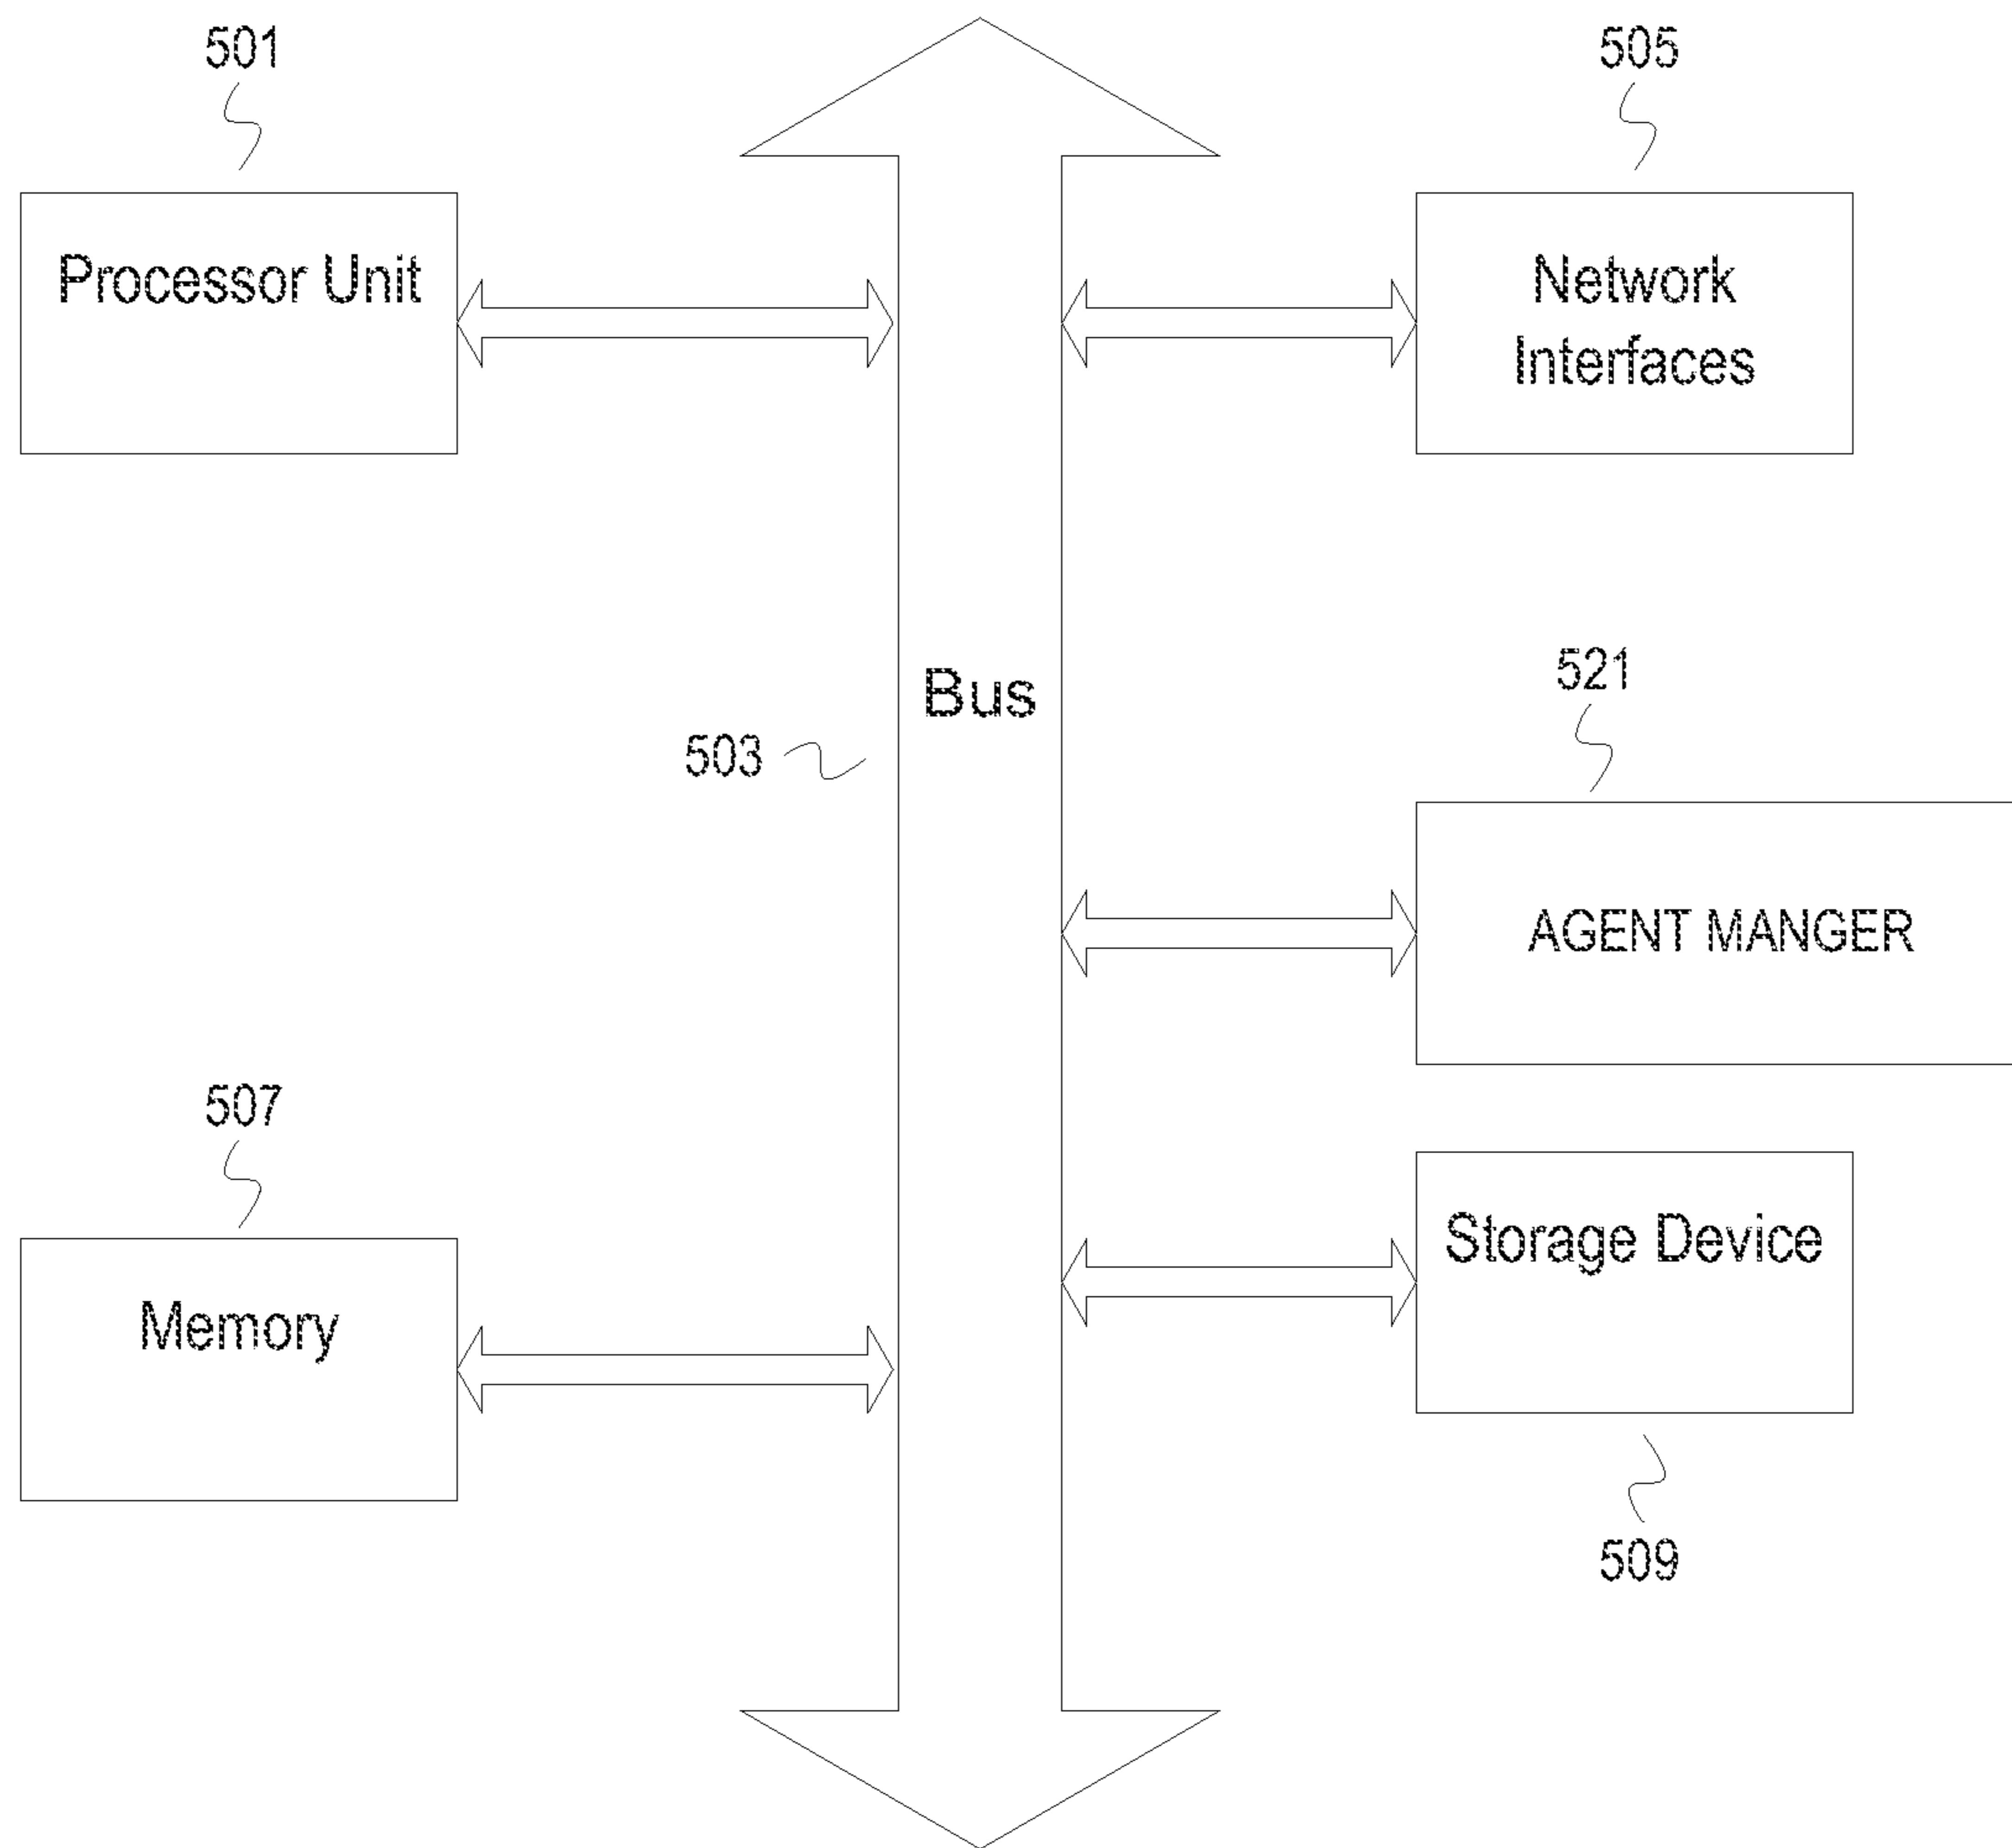 501
505
Processor Unit
Network
Interfaces
Bus
521
503
AGENT MANGER
507
Storage Device
Memory
509